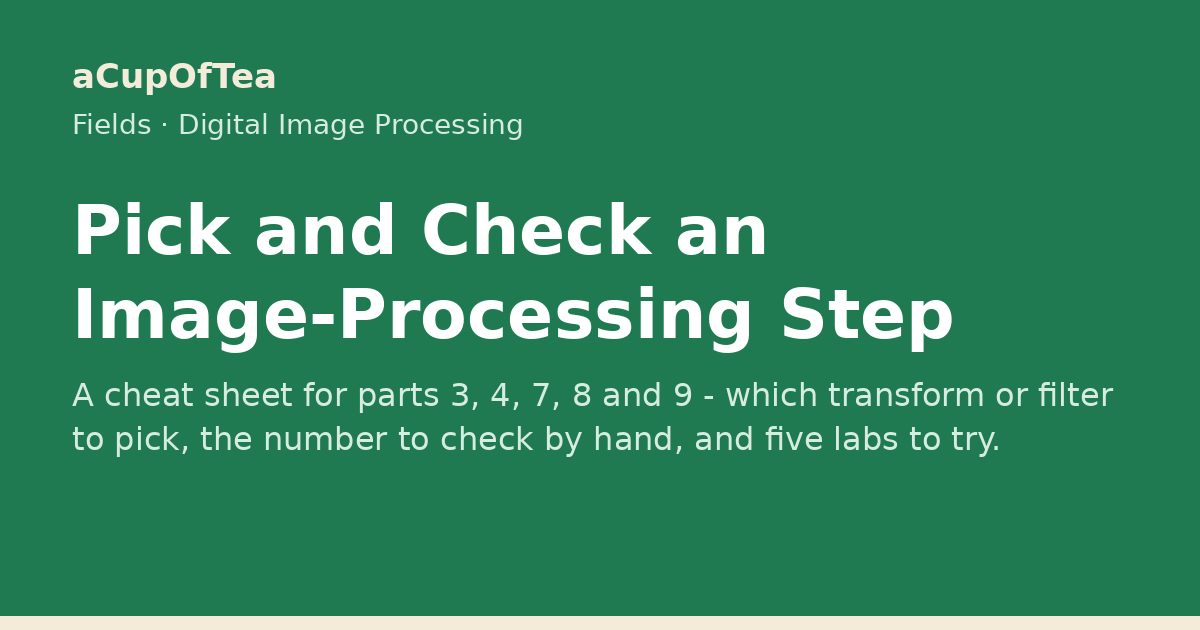 aCupOfTea
Fields · Digital Image Processing
Pick and Check an
Image-Processing Step
A cheat sheet for parts 3, 4, 7, 8 and 9 - which transform or filter
to pick, the number to check by hand, and five labs to try.